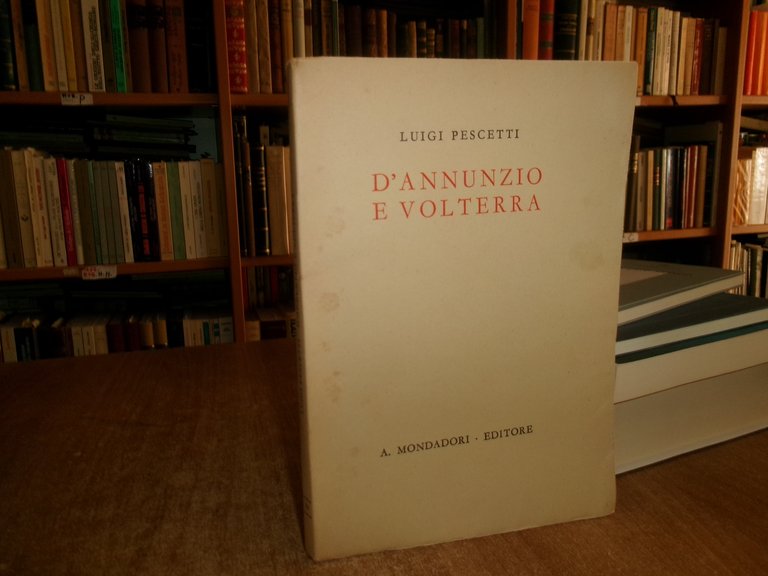 LUIGI PESCETTI
D'ANNUNZIO
E VOLTERRA
A. MONDADORI · EDITORE